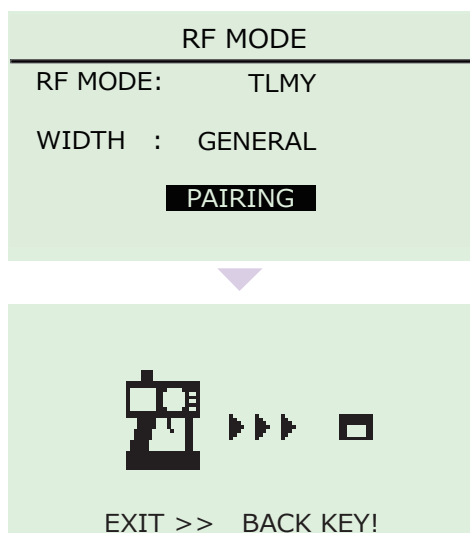 RF MODE
RF MODE: TLMY
WIDTH : GENERAL
PAIRING
EXIT >> BACK KEY!